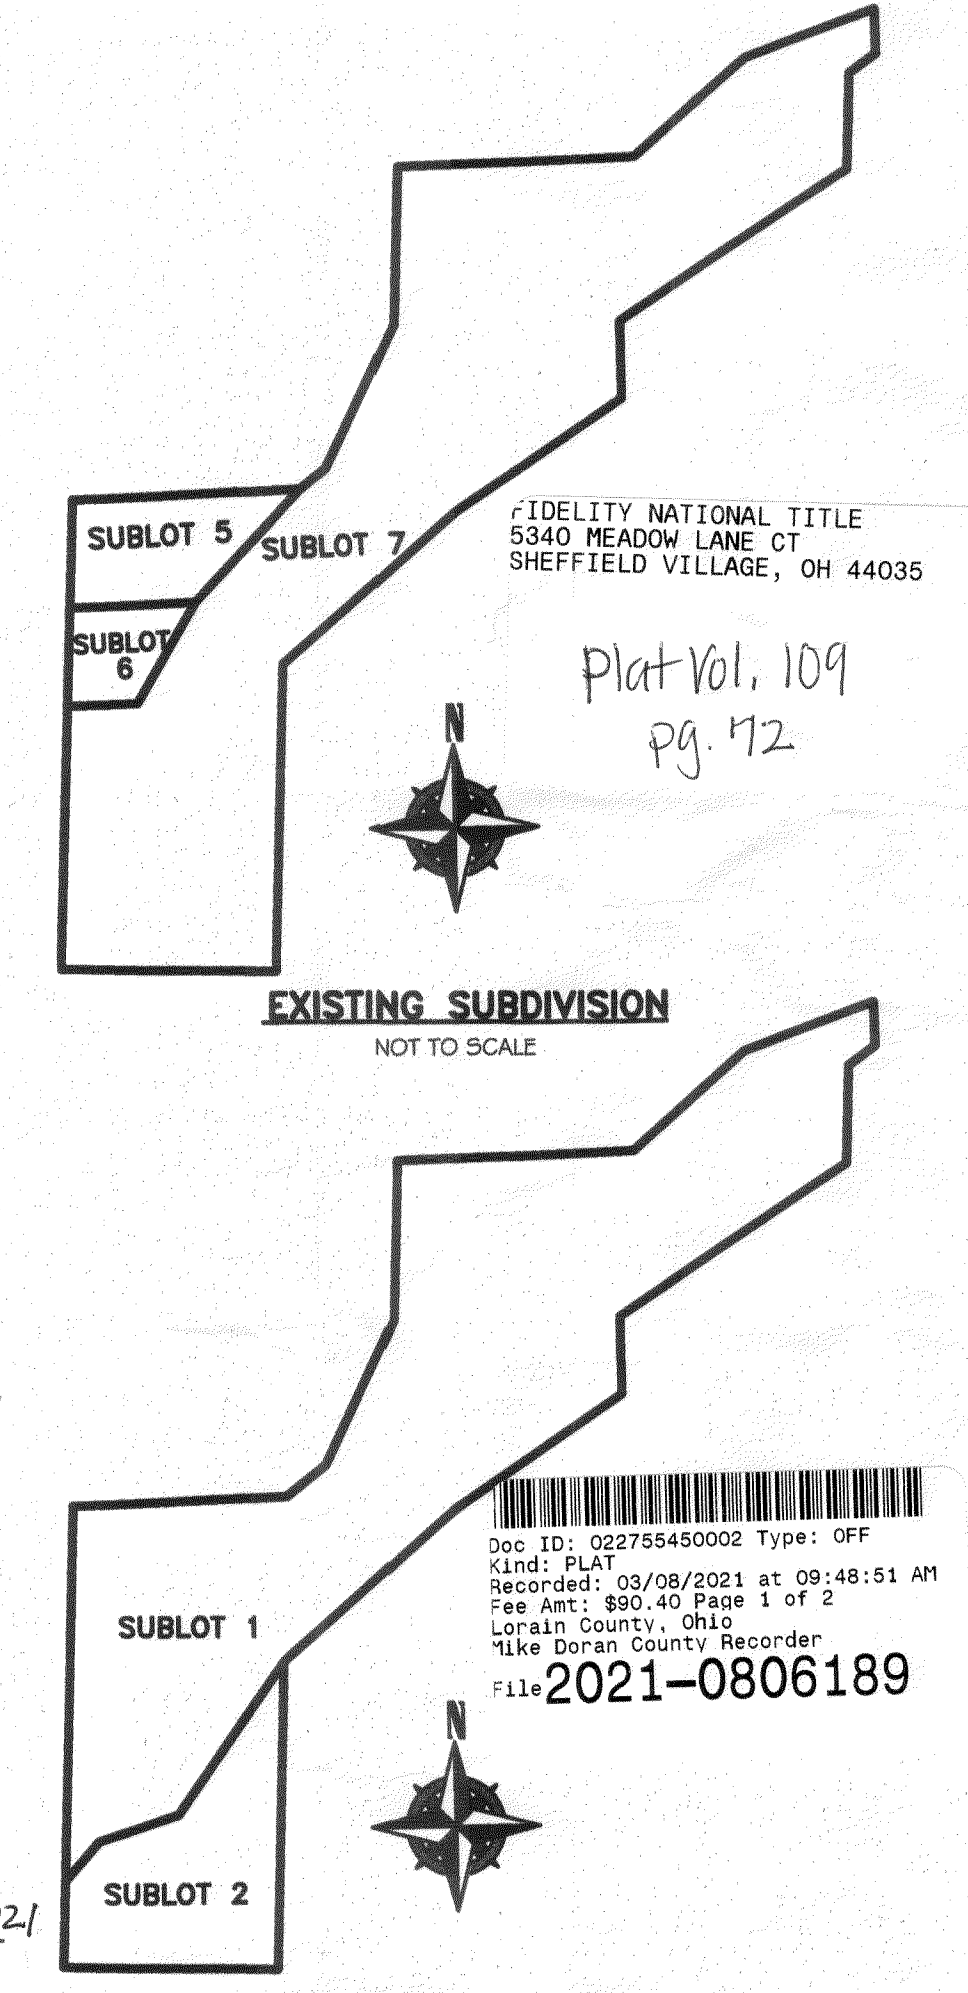 SUBLOT 5
SUBLOT 7
SUBLOT
6
FIDELITY NATIONAL TITLE
5340 MEADOW LANE CT
SHEFFIELD VILLAGE, OH 44035
Plat Vol. 109
pg. 72
N
EXISTING SUBDIVISION
NOT TO SCALE
Doc ID: 022755450002 Type: OFF
Kind: PLAT
Recorded: 03/08/2021 at 09:48:51 AM
Fee Amt: $90.40 Page 1 of 2
Lorain County, Ohio
Mike Doran County Recorder
File 2021-0806189
SUBLOT 1
N
SUBLOT 2
21